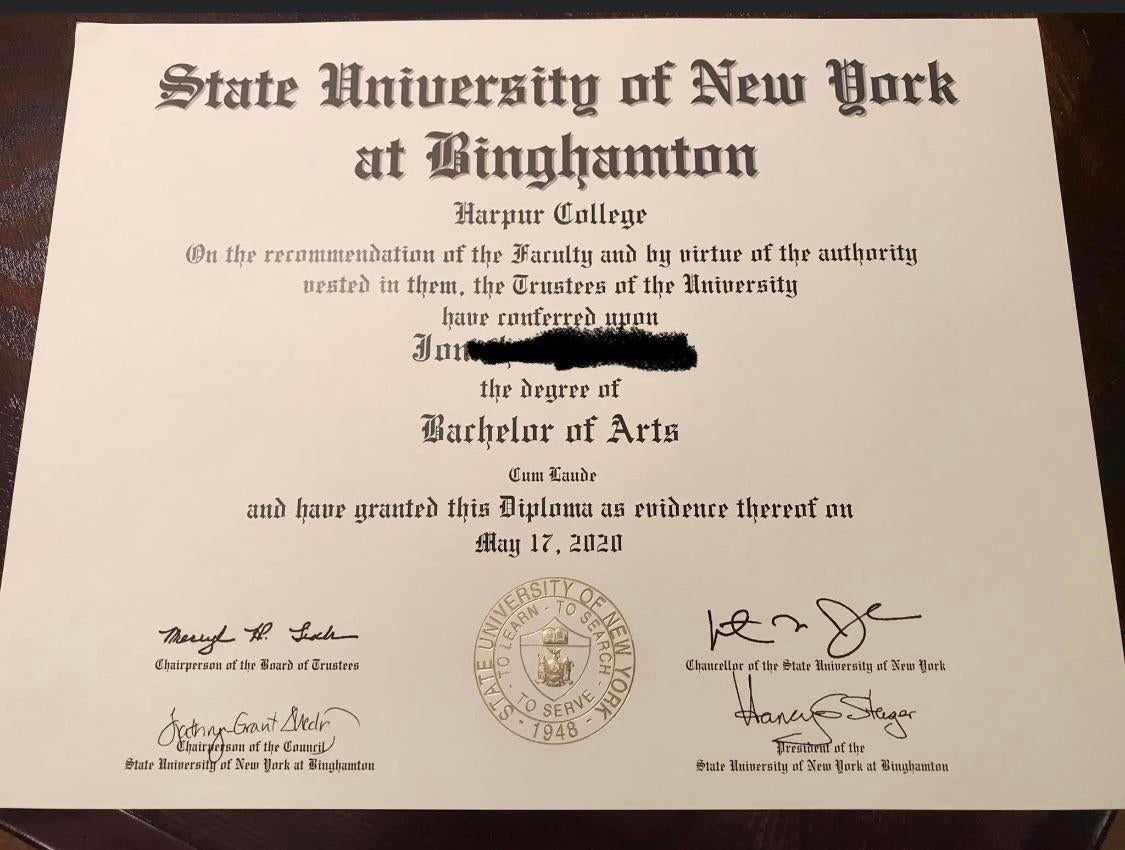 State University of New York
at Binghamton
Harpur College
On the recommendation of the Faculty and by virtue of the authority
vested in them, the Trustees of the University
have conferred upon
the degree of
Bachelor of Arts
Cum Laude
and have granted this Diploma as evidence thereof on
May 17, 2020
STATE UNIVERSITY OF NEW YORK
TO LEARN - TO SEARCH - TO SERVE
1948
Chairperson of the Board of Trustees
Chancellor of the State University of New York
Chairperson of the Council
State University of New York at Binghamton
President of the
State University of New York at Binghamton